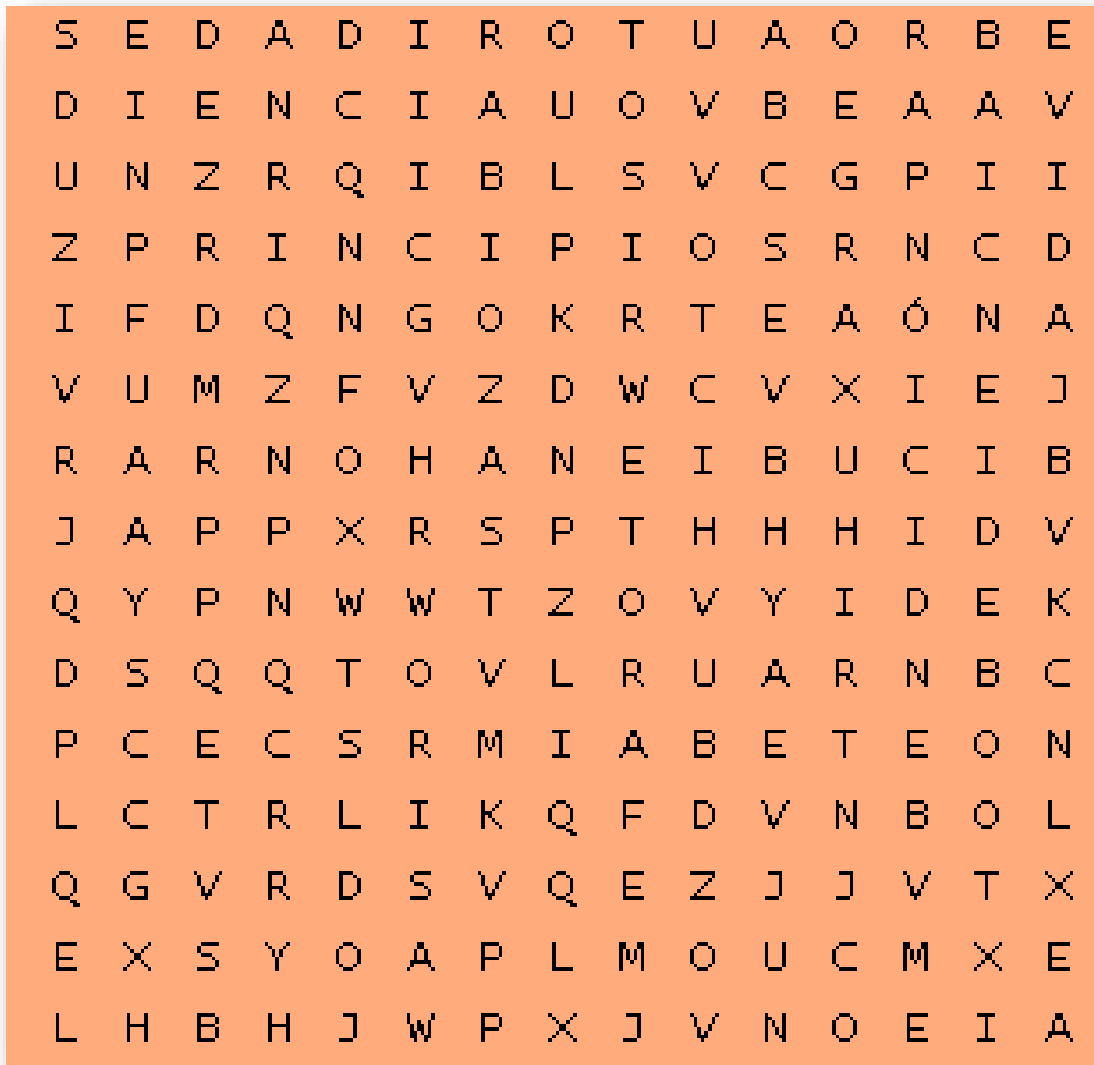 S E D A D I R O T U A O R B E
D I E N C I A U O V B E A A V
U N Z R Q I B L S V C G P I I
Z P R I N C I P I O S R N C D
I F D Q N G O K R T E A Ó N A
V U M Z F V Z D W C V X I E J
R A R N O H A N E I B U C I B
J A P P X R S P T H H H I D V
Q Y P N W W T Z O V Y I D E K
D S Q Q T O V L R U A R N B C
P C E C S R M I A B E T E O N
L C T R L I K Q F D V N B O L
Q G V R D S V Q E Z J J V T X
E X S Y O A P L M O U C M X E
L H B H J W P X J V N O E I A